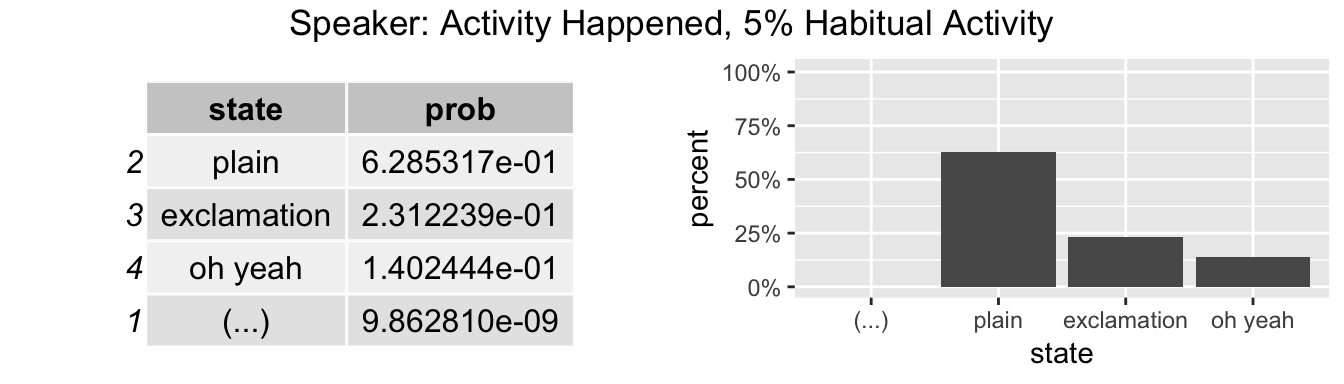 Speaker: Activity Happened, 5% Habitual Activity
state prob
2 plain 6.285317e-01
3 exclamation 2.312239e-01
4 oh yeah 1.402444e-01
1 (...) 9.862810e-09
percent
100%
75%
50%
25%
0%
(...) plain exclamation oh yeah
state